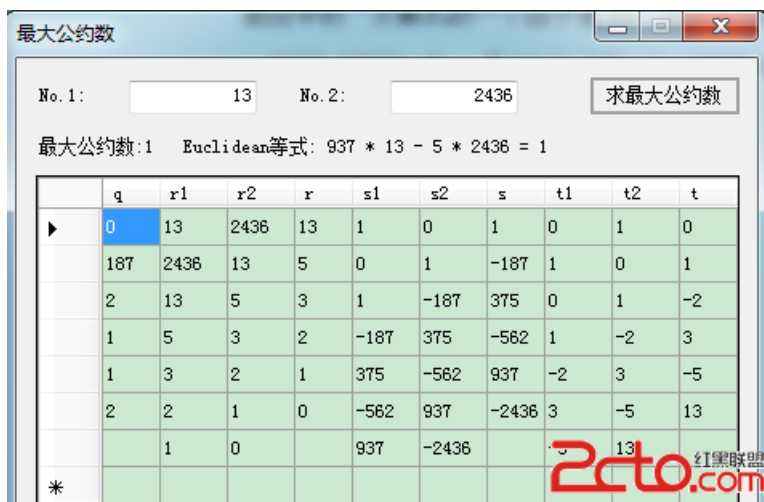 最大公约数
No.1: 13 No.2: 2436 求最大公约数
最大公约数:1 Euclidean等式: 937 * 13 - 5 * 2436 = 1
q r1 r2 r s1 s2 s t1 t2 t
0 13 2436 13 1 0 1 0 1 0
187 2436 13 5 0 1 -187 1 0 1
2 13 5 3 1 -187 375 0 1 -2
1 5 3 2 -187 375 -562 1 -2 3
1 3 2 1 375 -562 937 -2 3 -5
2 2 1 0 -562 937 -2436 3 -5 13
1 0 937 -2436 13
2cto.com
红黑联盟